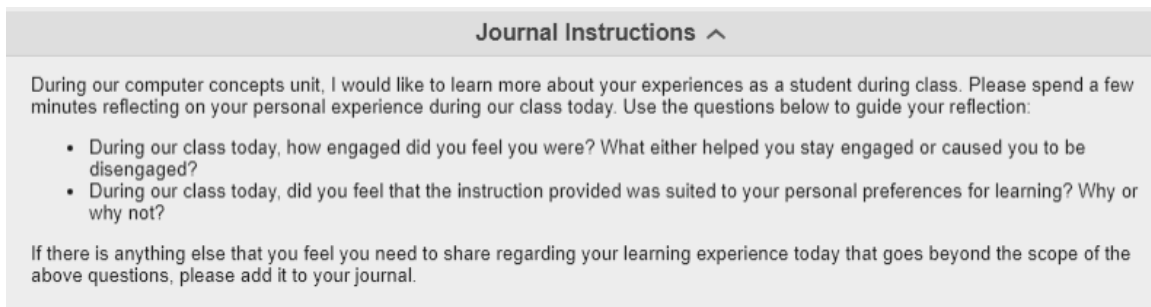 Journal Instructions
During our computer concepts unit, I would like to learn more about your experiences as a student during class. Please spend a few
minutes reflecting on your personal experience during our class today. Use the questions below to guide your reflection:
• During our class today, how engaged did you feel you were? What either helped you stay engaged or caused you to be
disengaged?
• During our class today, did you feel that the instruction provided was suited to your personal preferences for learning? Why or
why not?
If there is anything else that you feel you need to share regarding your learning experience today that goes beyond the scope of the
above questions, please add it to your journal.